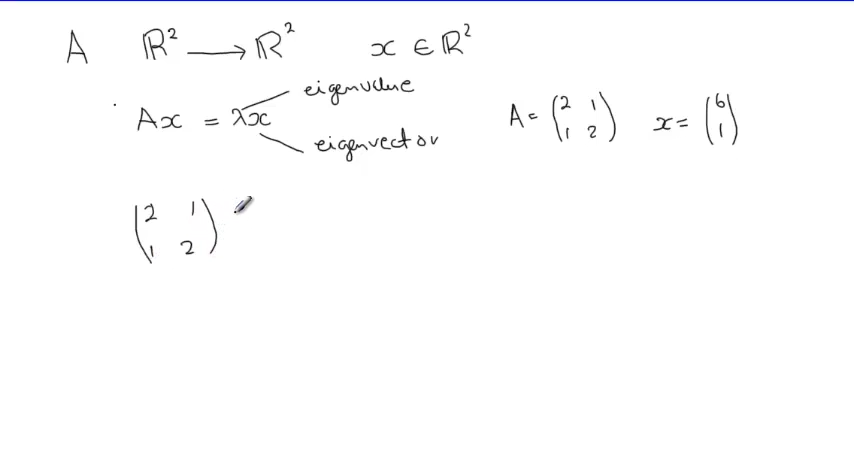 A ℝ² ⟶ ℝ² x ∈ ℝ²
eigenvalue
Ax = λx
eigenvector
A = (2 1; 1 2) x = (6; 1)
(2 1
1 2)